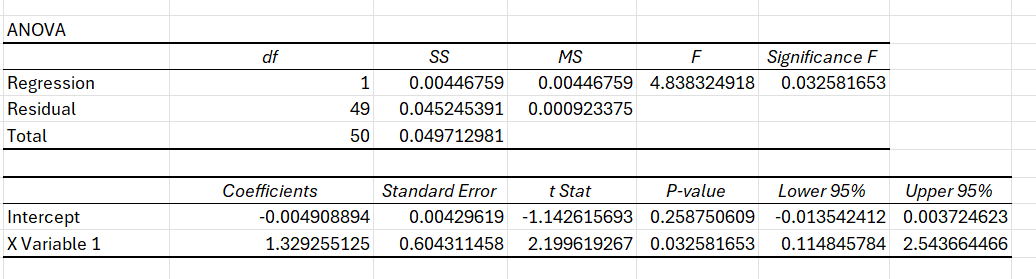 ANOVA
df SS MS F Significance F
Regression 1 0.00446759 0.00446759 4.838324918 0.032581653
Residual 49 0.045245391 0.000923375
Total 50 0.049712981
Coefficients Standard Error t Stat P-value Lower 95% Upper 95%
Intercept -0.004908894 0.00429619 -1.142615693 0.258750609 -0.013542412 0.003724623
X Variable 1 1.329255125 0.604311458 2.199619267 0.032581653 0.114845784 2.543664466